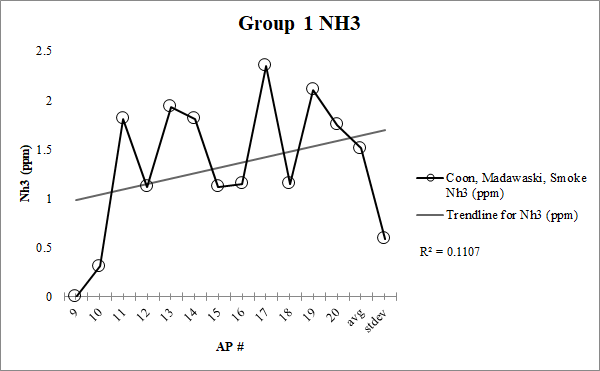 Group 1 NH3
2.5
2
1.5
1
0.5
0
Nh3 (ppm)
9 10 11 12 13 14 15 16 17 18 19 20 avg stdev
AP #
Coon, Madawaski, Smoke
Nh3 (ppm)
Trendline for Nh3 (ppm)
R² = 0.1107